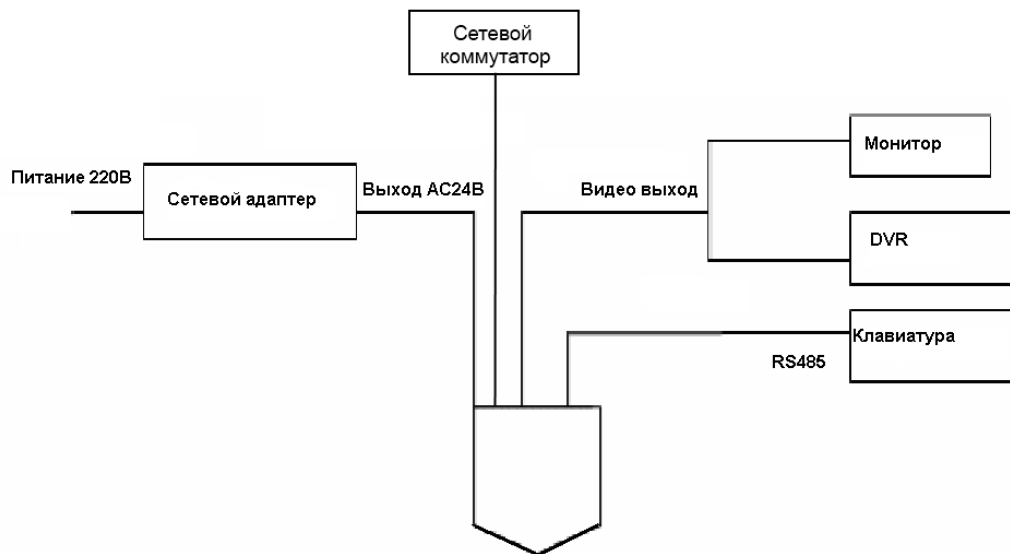 Сетевой
коммутатор
Монитор
Питание 220В
Сетевой адаптер
Выход AC24В
Видео выход
DVR
Клавиатура
RS485